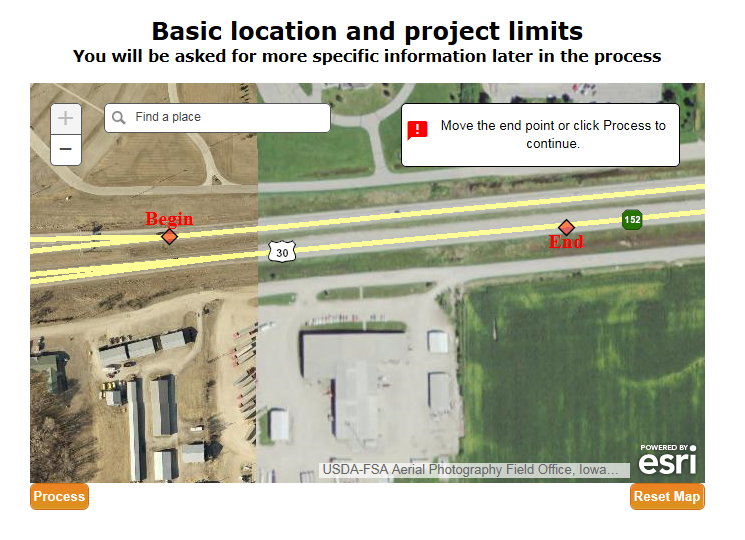 Basic location and project limits
You will be asked for more specific information later in the process
+
Find a place
Move the end point or click Process to
continue.
−
Begin
152
End
30
POWERED BY
esri
USDA-FSA Aerial Photography Field Office, Iowa...
Process
Reset Map